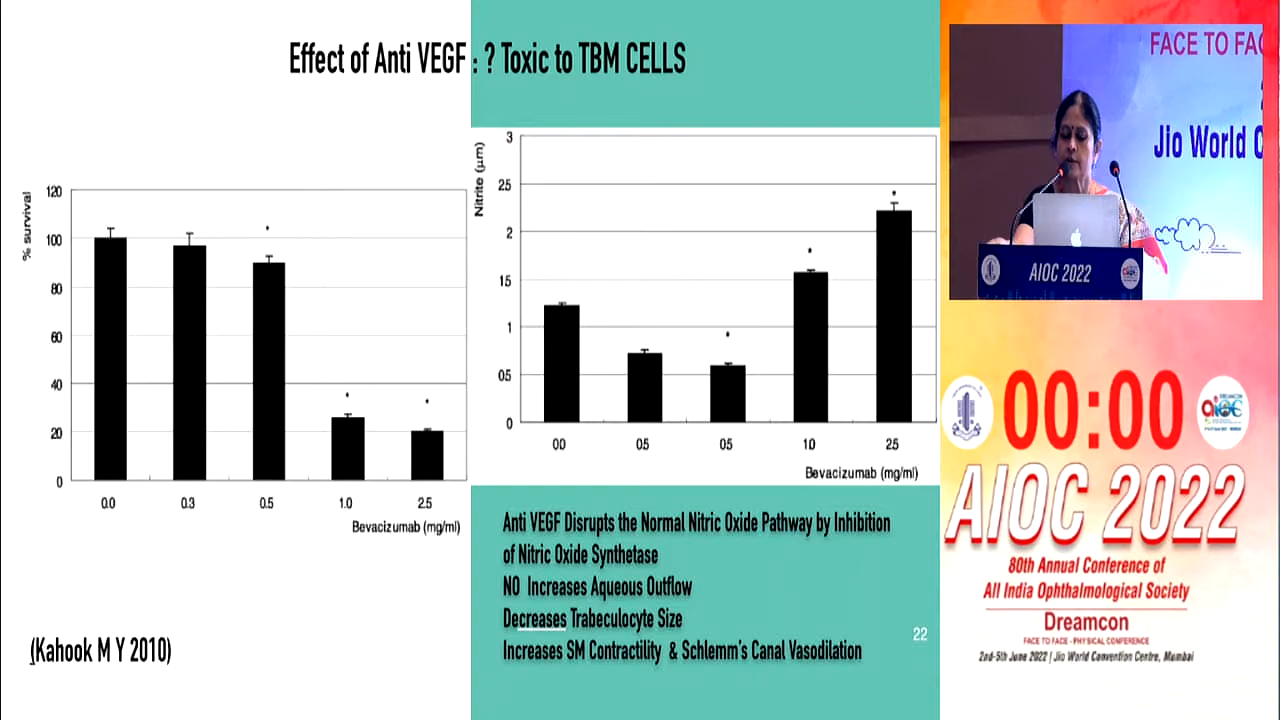 Effect of Anti VEGF : ? Toxic to TBM CELLS
% survival
120
100
80
60
40
20
0
0.0
0.3
0.5
1.0
2.5
Bevacizumab (mg/ml)
(Kahook M Y 2010)
Nitrite (µm)
3
25
2
15
1
05
0
00
05
05
10
25
Bevacizumab (mg/ml)
Anti VEGF Disrupts the Normal Nitric Oxide Pathway by Inhibition
of Nitric Oxide Synthetase
NO Increases Aqueous Outflow
Decreases Trabeculocyte Size
Increases SM Contractility & Schlemm's Canal Vasodilation
22
FACE TO FAC
Jio World C
AIOC 2022
00:00
AIOC 2022
80th Annual Conference of
All India Ophthalmological Society
Dreamcon
FACE TO FACE - PHYSICAL CONFERENCE
2nd-5th June 2022 | Jio World Convention Centre, Mumbai